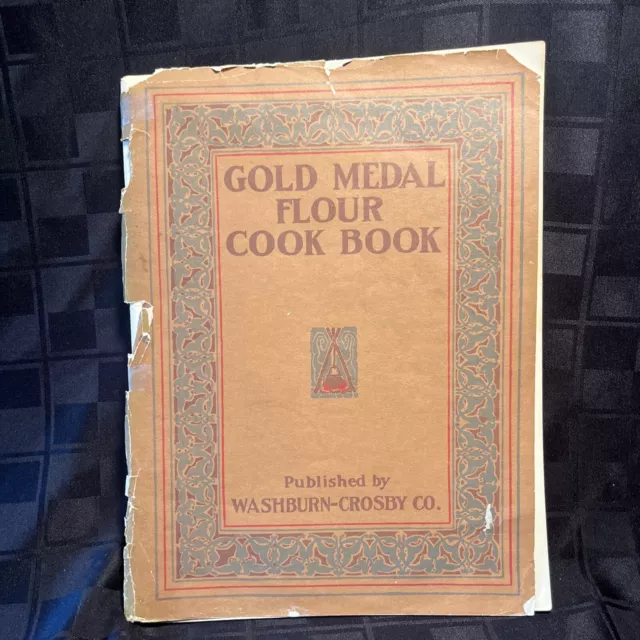 GOLD MEDAL
FLOUR
COOK BOOK
Published by
WASHBURN-CROSBY CO.